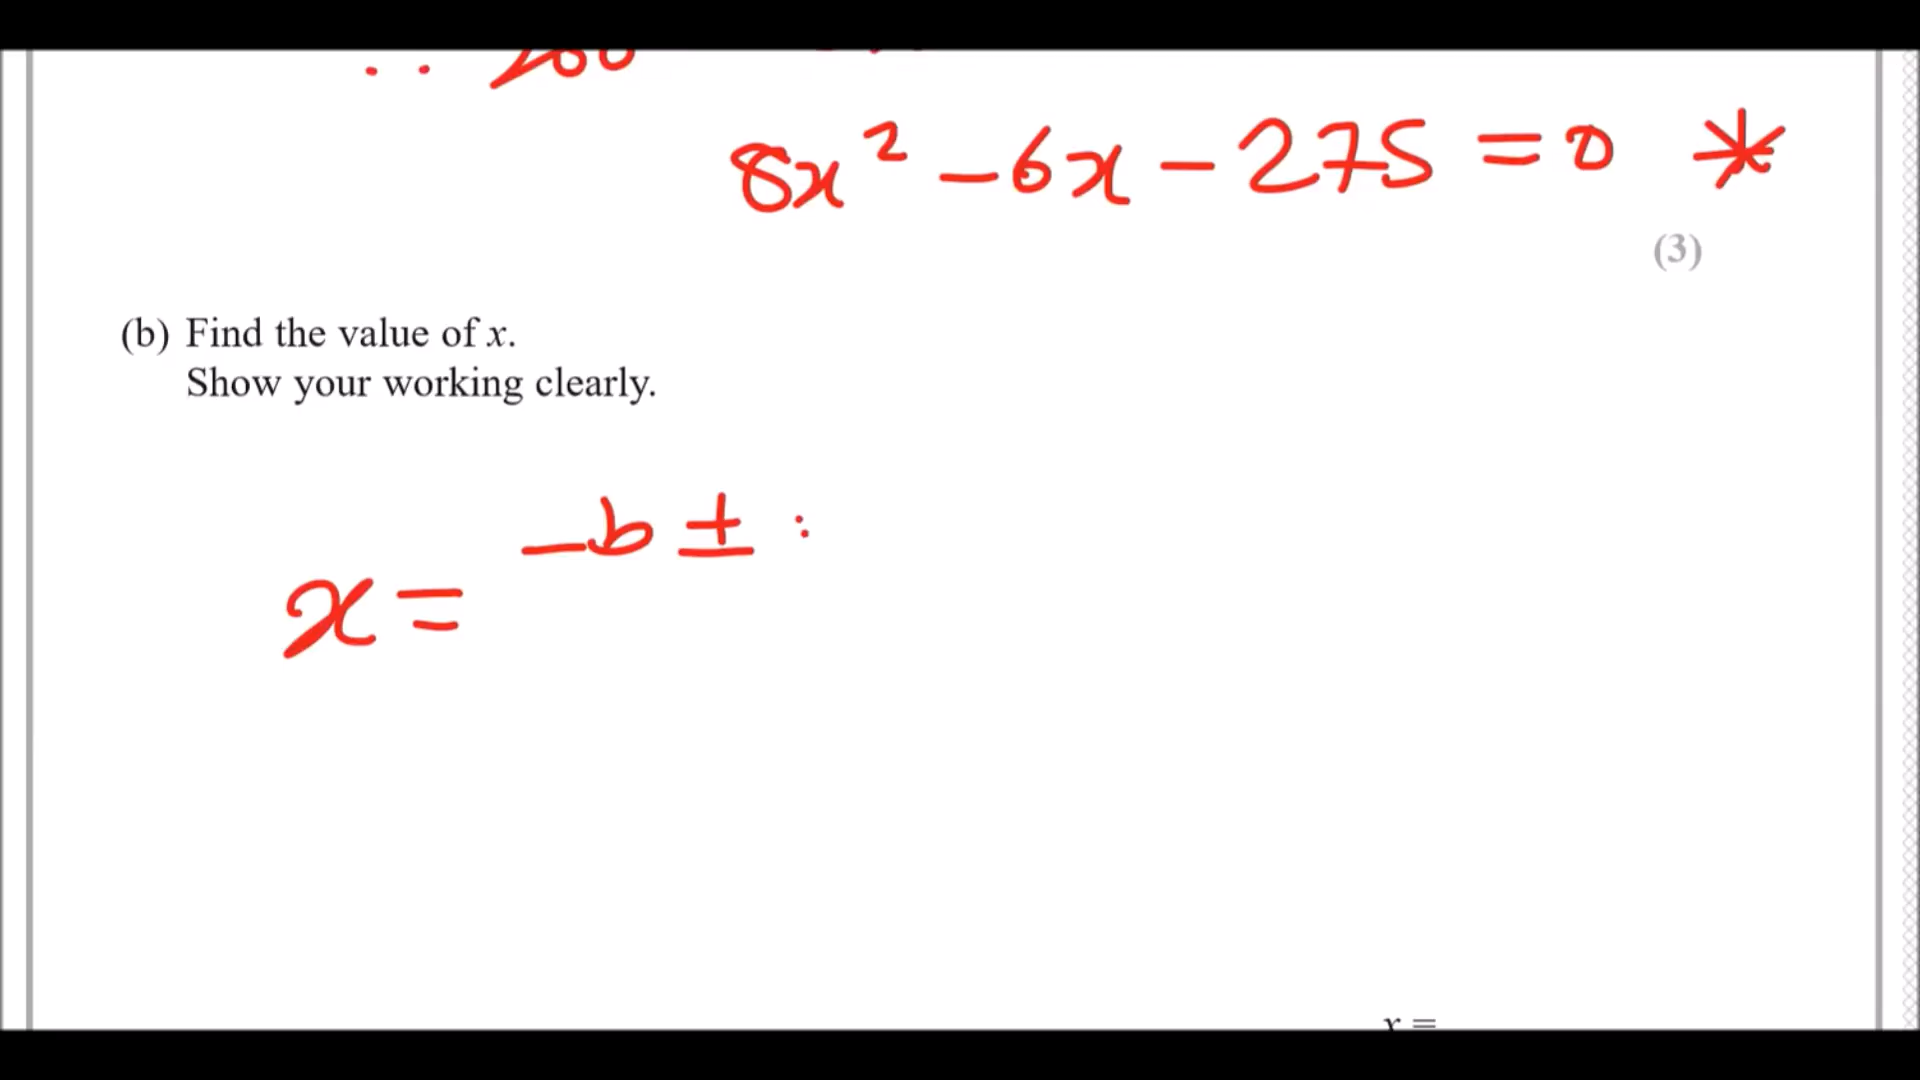 8x² - 6x - 275 = 0 *
(3)
(b) Find the value of x.
Show your working clearly.
-b ±
x =
x =